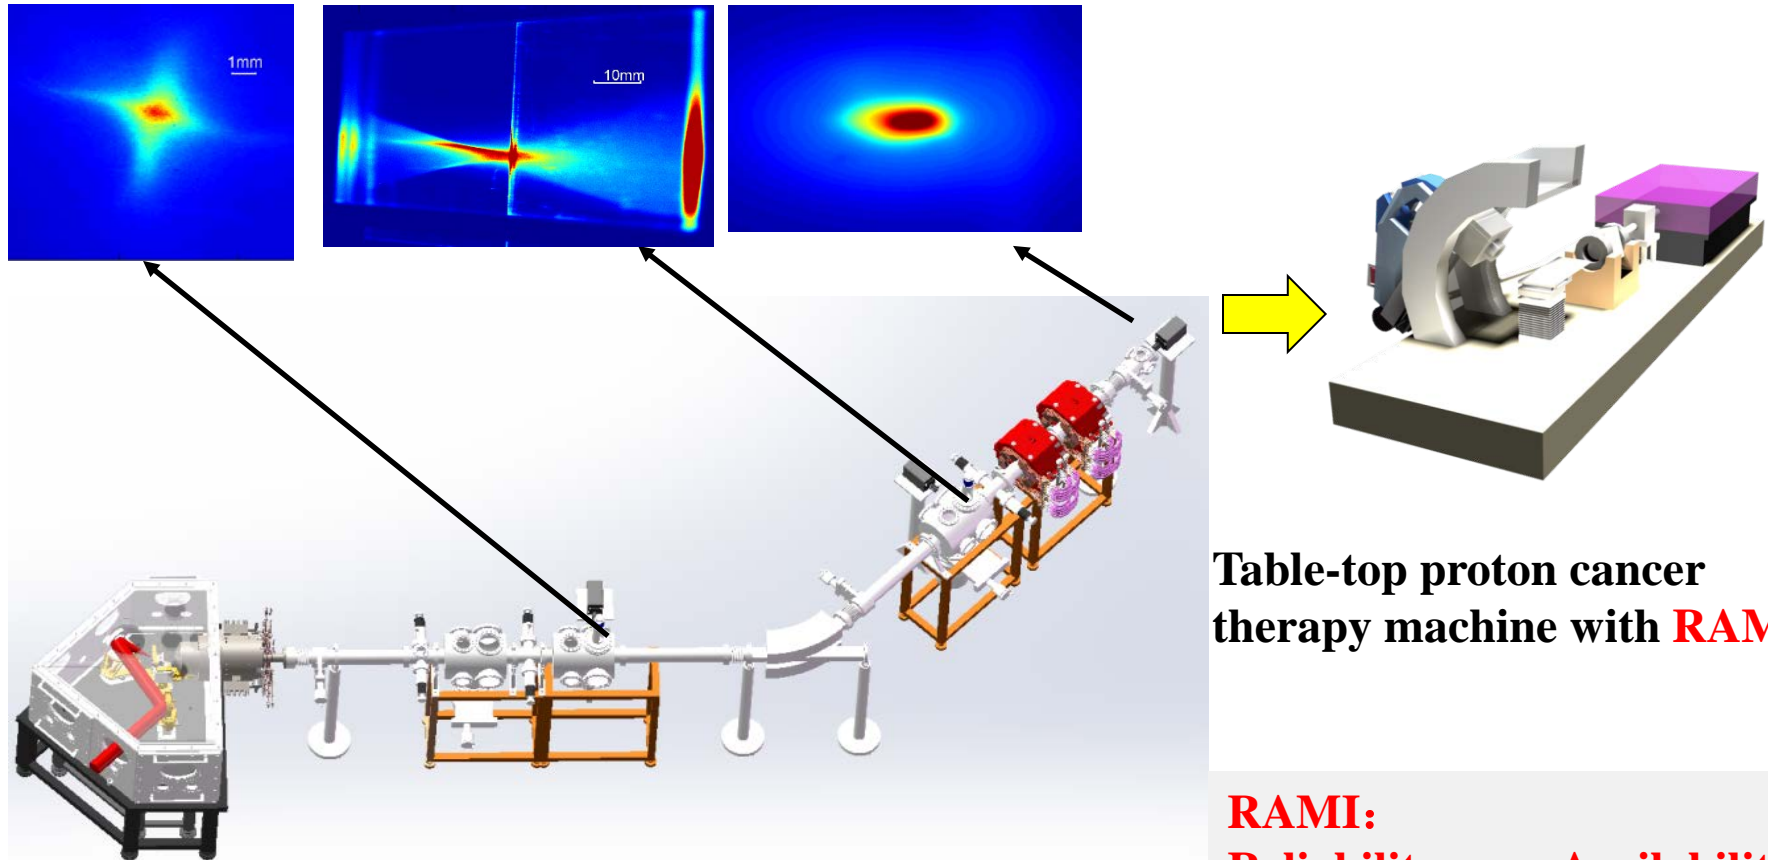 1mm
10mm
Table-top proton cancer
therapy machine with
RAMI：